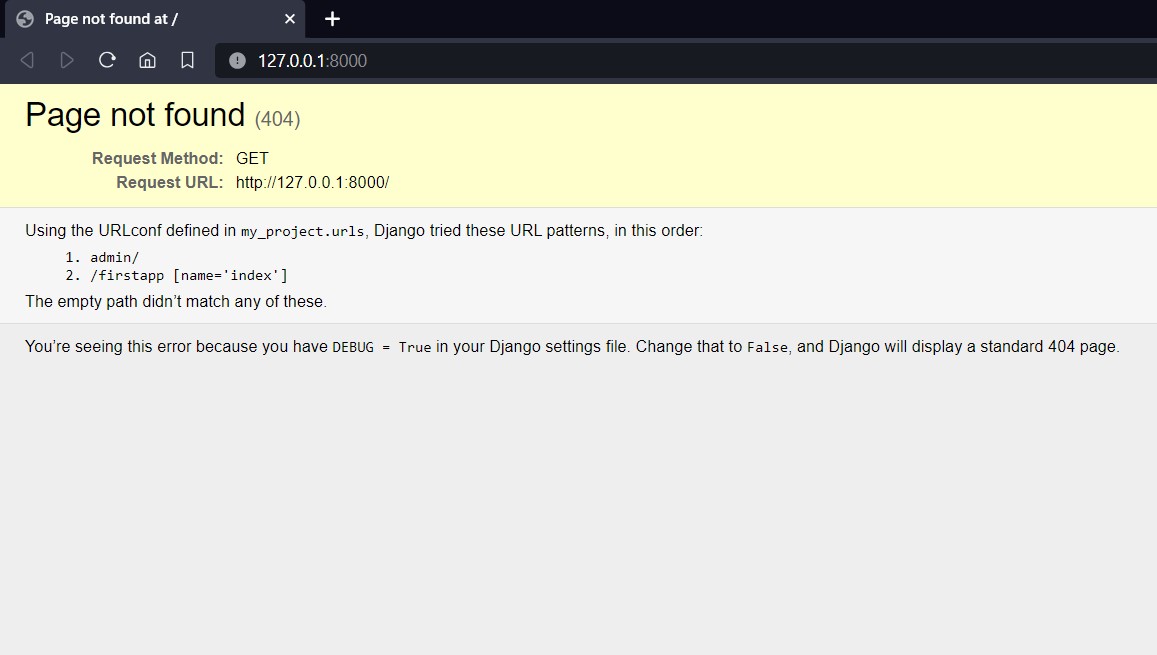 Page not found at /
127.0.0.1:8000
Page not found (404)
Request Method: GET
Request URL: http://127.0.0.1:8000/
Using the URLconf defined in my_project.urls, Django tried these URL patterns, in this order:
1. admin/
2. /firstapp [name='index']
The empty path didn’t match any of these.
You’re seeing this error because you have DEBUG = True in your Django settings file. Change that to False, and Django will display a standard 404 page.